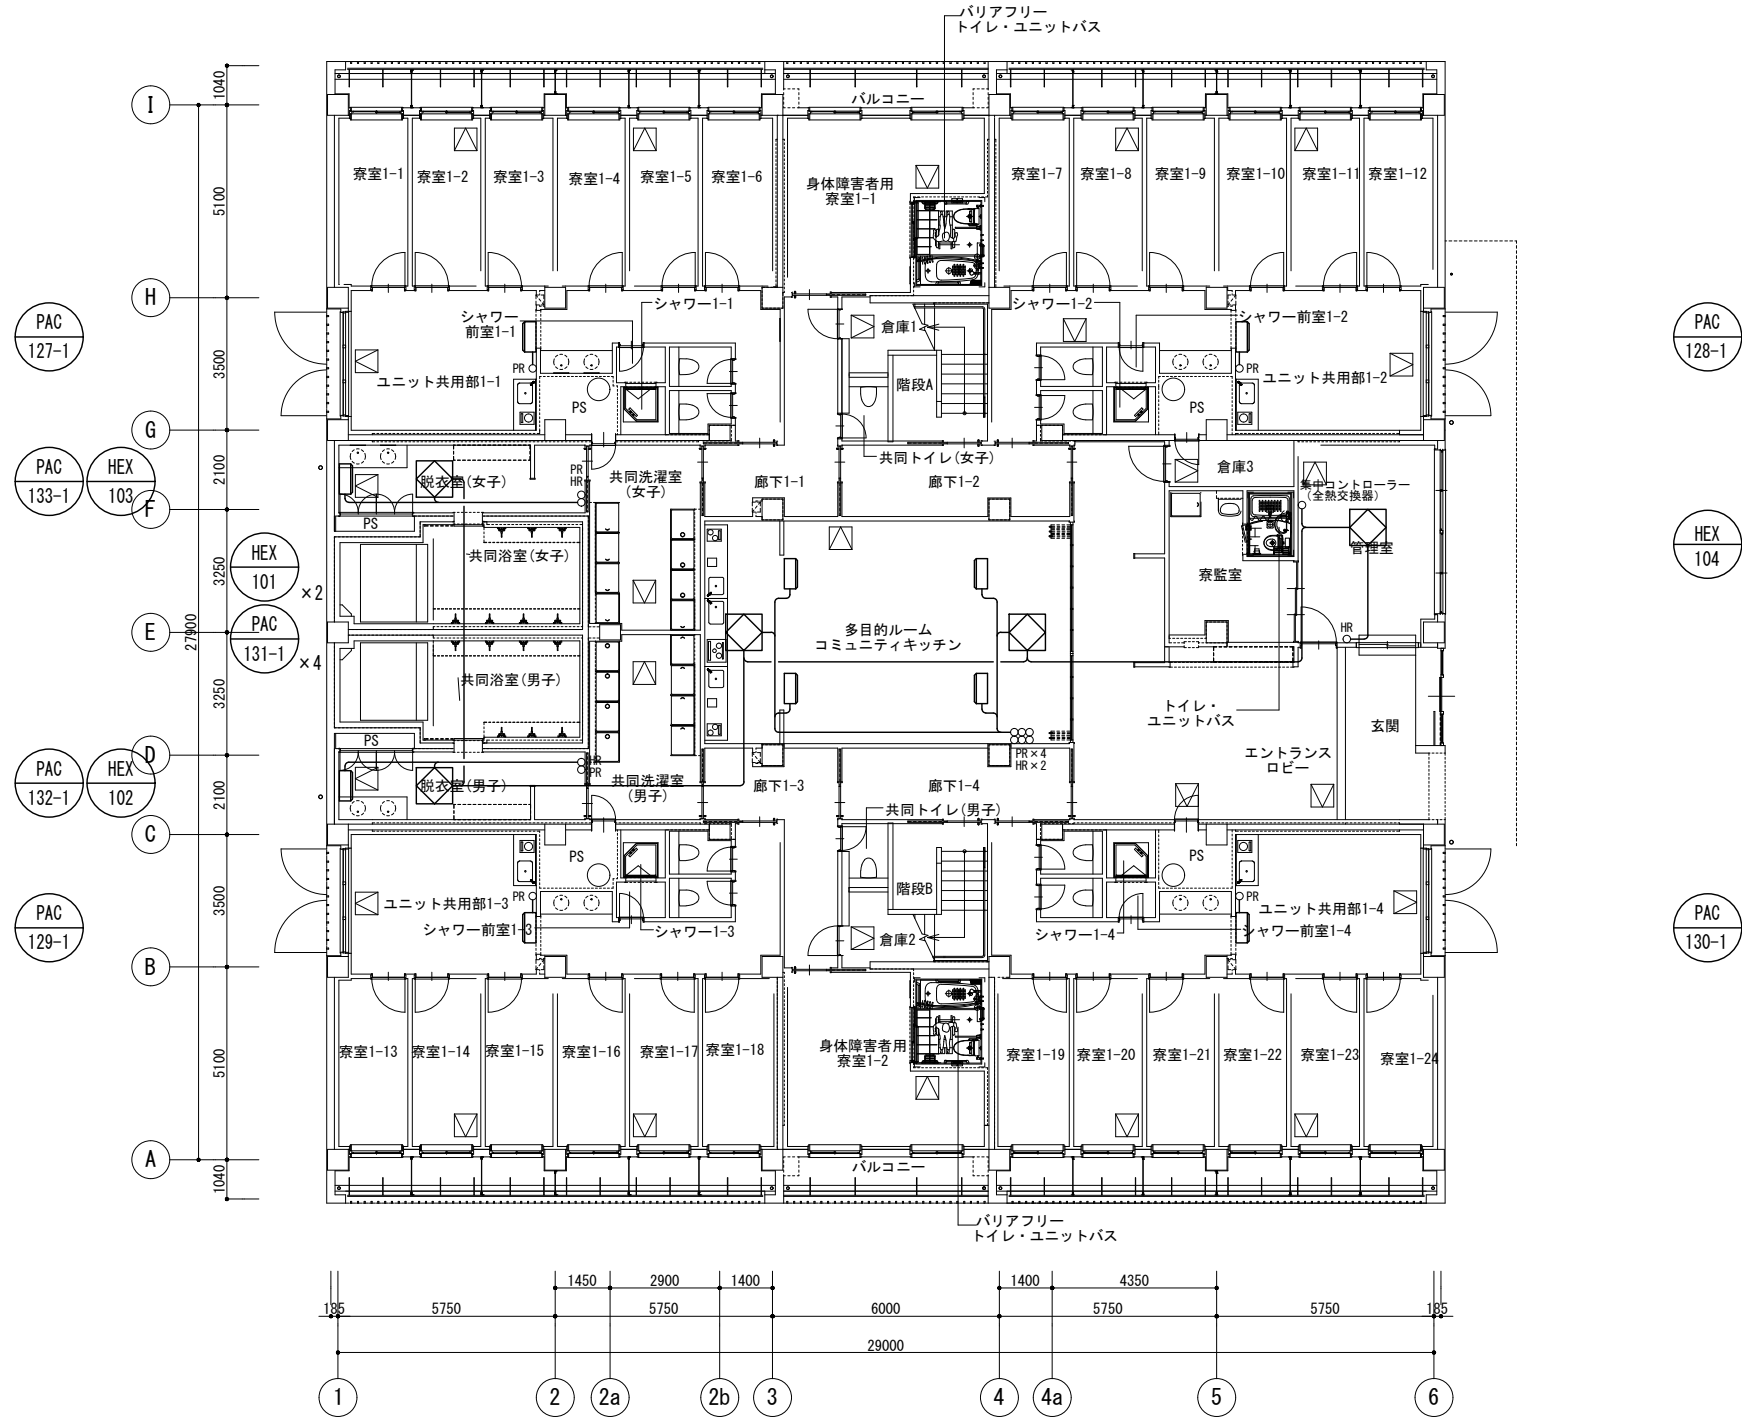 バリアフリー
トイレ・ユニットバス
バルコニー
1040
I
5100
寮室1-1
寮室1-2
寮室1-3
寮室1-4
寮室1-5
寮室1-6
身体障害者用
寮室1-1
寮室1-7
寮室1-8
寮室1-9
寮室1-10
寮室1-11
寮室1-12
H
PAC
127-1
シャワー
前室1-1
シャワー1-1
倉庫1
シャワー1-2
シャワー前室1-2
PAC
128-1
3500
PR
ユニット共用部1-1
PS
階段A
PS
PR
ユニット共用部1-2
G
共同トイレ(女子)
PAC
133-1
HEX
103
2100
脱衣室(女子)
PR
HR
共同洗濯室
(女子)
廊下1-1
廊下1-2
倉庫3
集中コントローラー
(全熱交換器)
F
PS
管理室
HEX
104
HEX
101
×2
3250
共同浴室(女子)
寮監室
27900
E
PAC
131-1
×4
多目的ルーム
コミュニティキッチン
HR
3250
共同浴室(男子)
トイレ・
ユニットバス
玄関
エントランス
ロビー
D
PS
PAC
132-1
HEX
102
2100
脱衣室(男子)
HR
PR
共同洗濯室
(男子)
廊下1-3
廊下1-4
PR×4
HR×2
共同トイレ(男子)
C
PS
PS
3500
PAC
129-1
ユニット共用部1-3
PR
シャワー前室1-3
シャワー1-3
階段B
倉庫2
シャワー1-4
シャワー前室1-4
PR
ユニット共用部1-4
PAC
130-1
B
5100
寮室1-13
寮室1-14
寮室1-15
寮室1-16
寮室1-17
寮室1-18
身体障害者用
寮室1-2
寮室1-19
寮室1-20
寮室1-21
寮室1-22
寮室1-23
寮室1-24
A
1040
バルコニー
バリアフリー
トイレ・ユニットバス
1450
2900
1400
1400
4350
185
5750
5750
6000
5750
5750
185
29000
1
2
2a
2b
3
4
4a
5
6